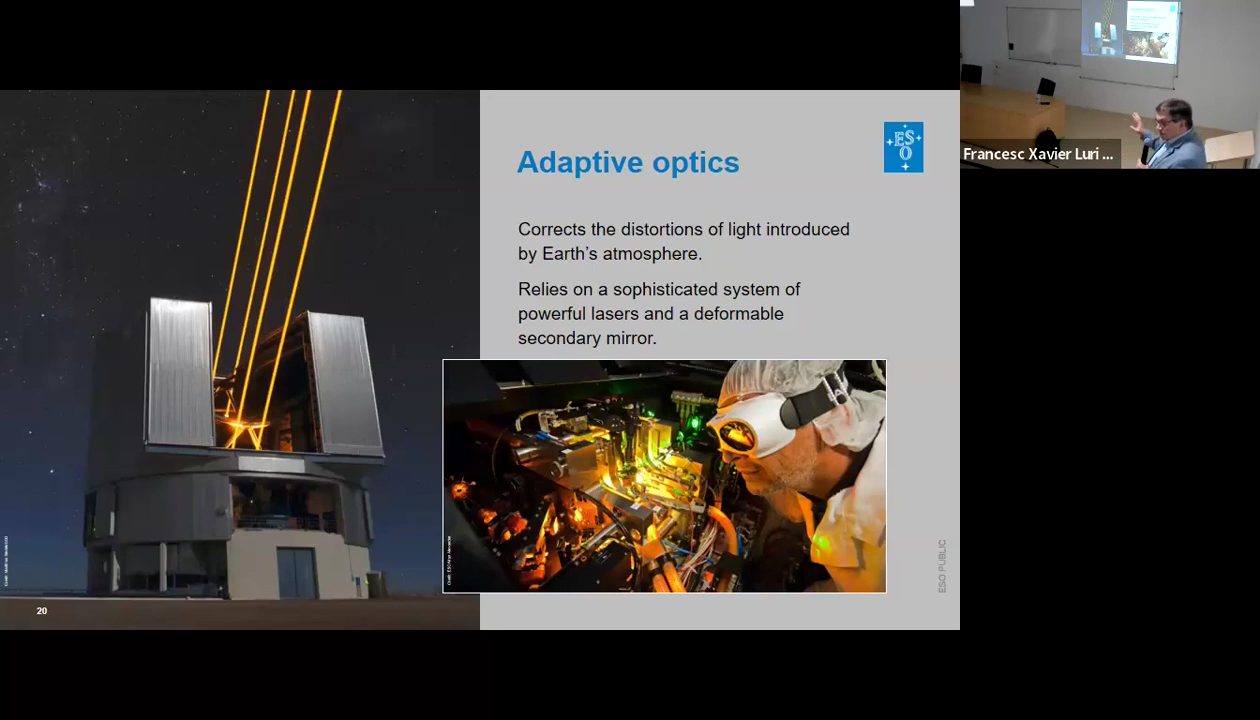 Adaptive optics
ES
O
Corrects the distortions of light introduced
by Earth's atmosphere.
Relies on a sophisticated system of
powerful lasers and a deformable
secondary mirror.
ESO PUBLIC
20
Francesc Xavier Luri ...